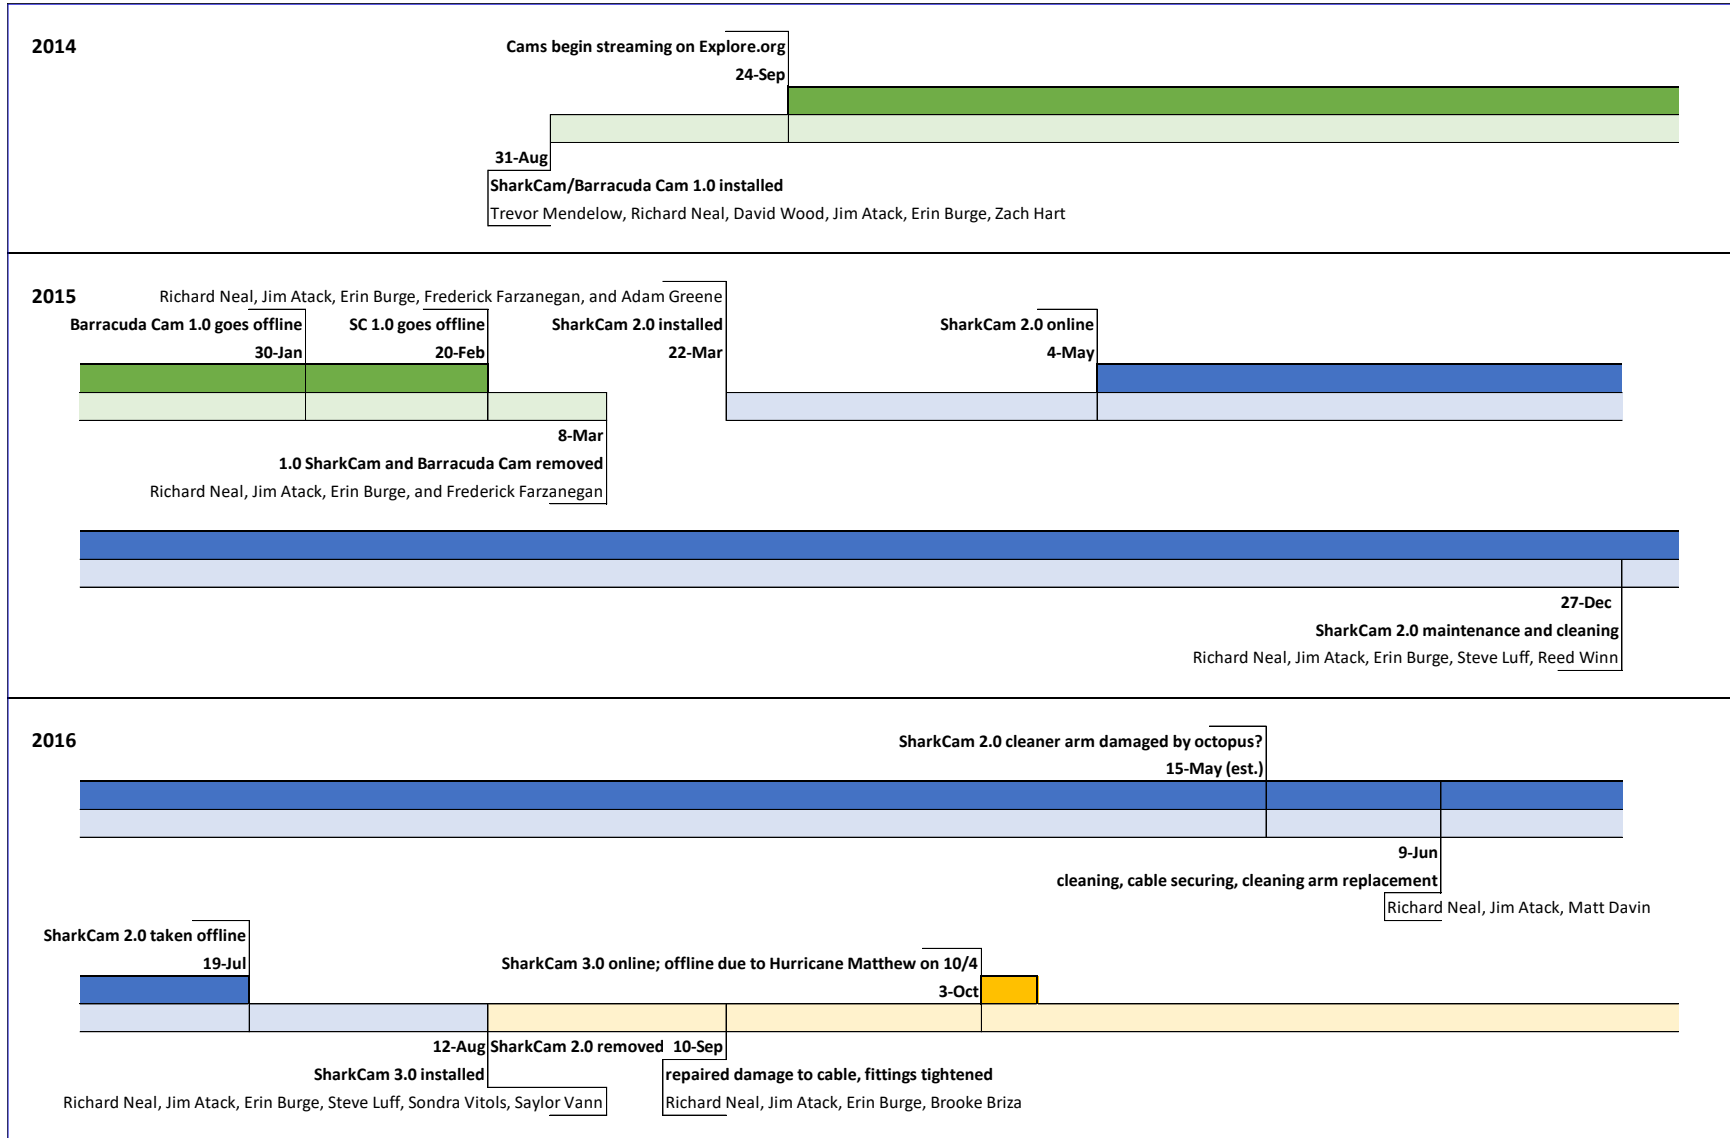 2014
Cams begin streaming on Explore.org
24-Sep
31-Aug
SharkCam/Barracuda Cam 1.0 installed
Trevor Mendelow, Richard Neal, David Wood, Jim Atack, Erin Burge, Zach Hart
2015
Richard Neal, Jim Atack, Erin Burge, Frederick Farzanegan, and Adam Greene
Barracuda Cam 1.0 goes offline
30-Jan
SC 1.0 goes offline
20-Feb
SharkCam 2.0 installed
22-Mar
SharkCam 2.0 online
4-May
8-Mar
1.0 SharkCam and Barracuda Cam removed
Richard Neal, Jim Atack, Erin Burge, and Frederick Farzanegan
27-Dec
SharkCam 2.0 maintenance and cleaning
Richard Neal, Jim Atack, Erin Burge, Steve Luff, Reed Winn
2016
SharkCam 2.0 cleaner arm damaged by octopus?
15-May (est.)
9-Jun
cleaning, cable securing, cleaning arm replacement
Richard Neal, Jim Atack, Matt Davin
SharkCam 2.0 taken offline
19-Jul
SharkCam 3.0 online; offline due to Hurricane Matthew on 10/4
3-Oct
12-Aug SharkCam 2.0 removed
SharkCam 3.0 installed
Richard Neal, Jim Atack, Erin Burge, Steve Luff, Sondra Vitols, Saylor Vann
10-Sep
repaired damage to cable, fittings tightened
Richard Neal, Jim Atack, Erin Burge, Brooke Briza